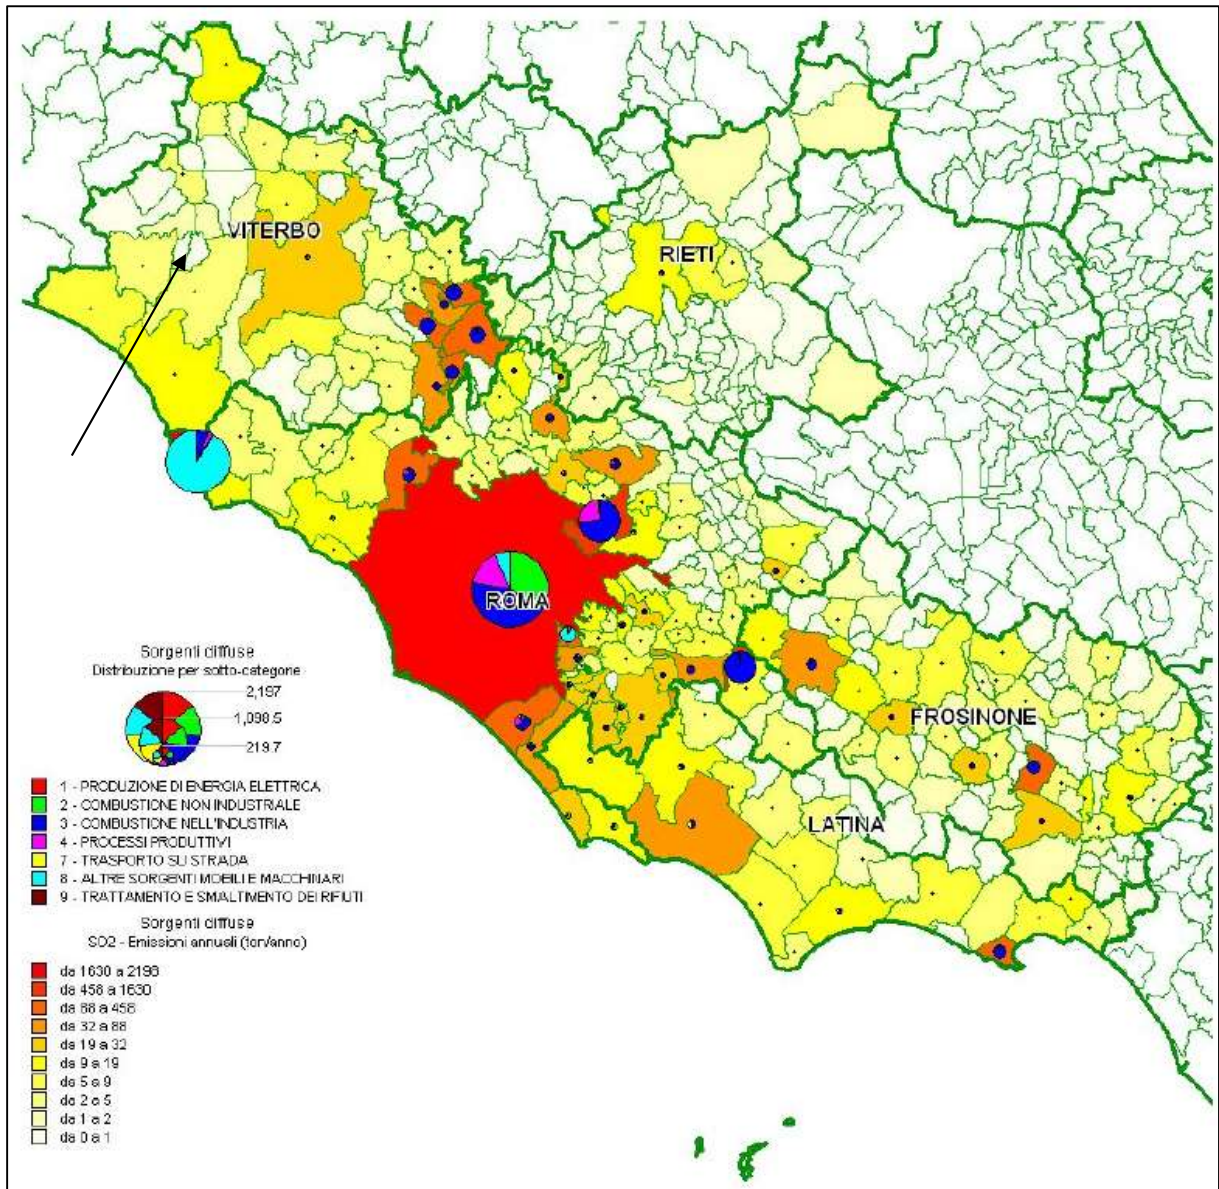 VITERBO
RIETI
ROMA
FROSINONE
LATINA
Sorgenti diffuse
Distribuzione per sotto-categorie
2,197
1,098.5
219.7
1 - PRODUZIONE DI ENERGIA ELETTRICA
2 - COMBUSTIONE NON INDUSTRIALE
3 - COMBUSTIONE NELL'INDUSTRIA
4 - PROCESSI PRODUTTIVI
7 - TRASPORTO SU STRADA
8 - ALTRE SORGENTI MOBILI E MACCHINARI
9 - TRATTAMENTO E SMALTIMENTO DEI RIFIUTI
Sorgenti diffuse
SO2 - Emissioni annuali (ton/anno)
da 1630 a 2198
da 458 a 1630
da 88 a 458
da 32 a 88
da 19 a 32
da 9 a 19
da 5 a 9
da 2 a 5
da 1 a 2
da 0 a 1